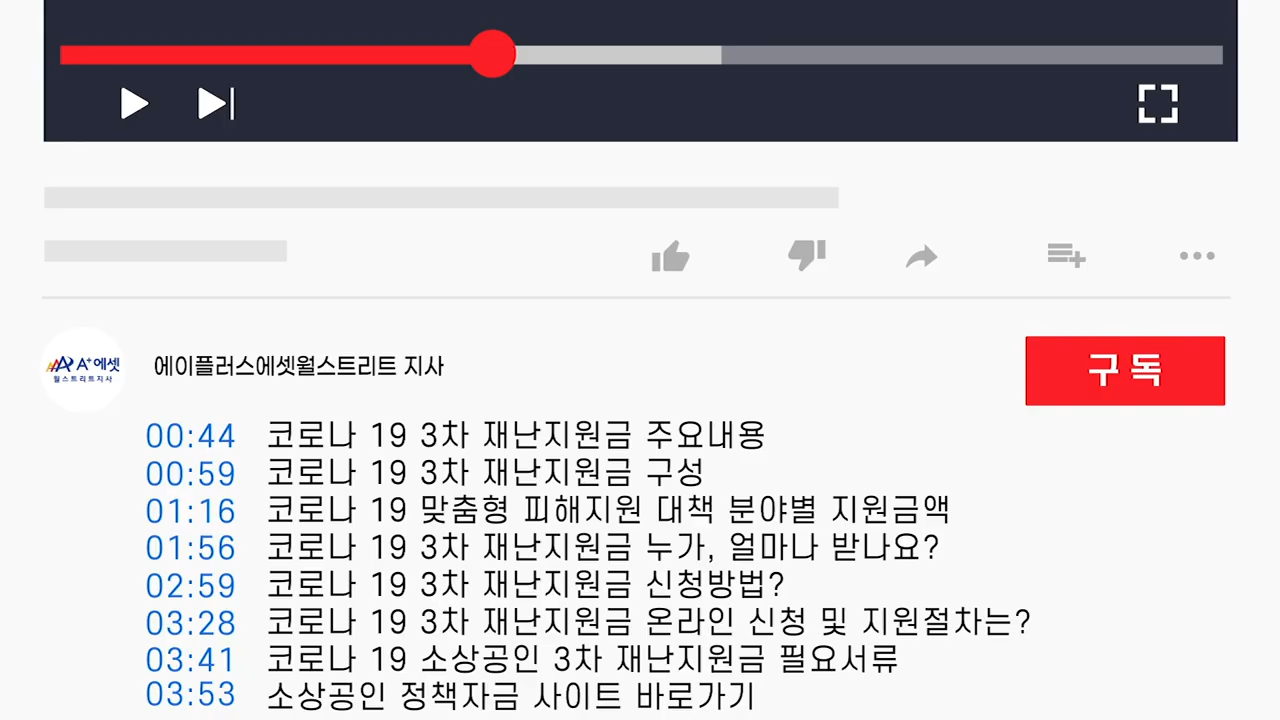 A+에셋
월스트리트지사
에이플러스에셋월스트리트 지사
구독
00:44 코로나 19 3차 재난지원금 주요내용
00:59 코로나 19 3차 재난지원금 구성
01:16 코로나 19 맞춤형 피해지원 대책 분야별 지원금액
01:56 코로나 19 3차 재난지원금 누가, 얼마나 받나요?
02:59 코로나 19 3차 재난지원금 신청방법?
03:28 코로나 19 3차 재난지원금 온라인 신청 및 지원절차는?
03:41 코로나 19 소상공인 3차 재난지원금 필요서류
03:53 소상공인 정책자금 사이트 바로가기